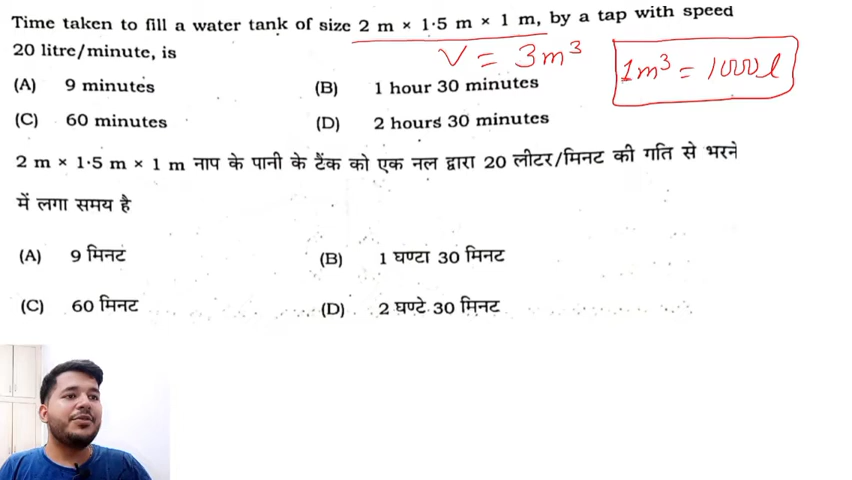 Time taken to fill a water tank of size 2 m × 1·5 m × 1 m, by a tap with speed
20 litre/minute, is
V = 3m³
1m³ = 1000l
(A) 9 minutes (B) 1 hour 30 minutes
(C) 60 minutes (D) 2 hours 30 minutes
2 m × 1·5 m × 1 m नाप के पानी के टैंक को एक नल द्वारा 20 लीटर/मिनट की गति से भरने
में लगा समय है
(A) 9 मिनट (B) 1 घण्टा 30 मिनट
(C) 60 मिनट (D) 2 घण्टे 30 मिनट